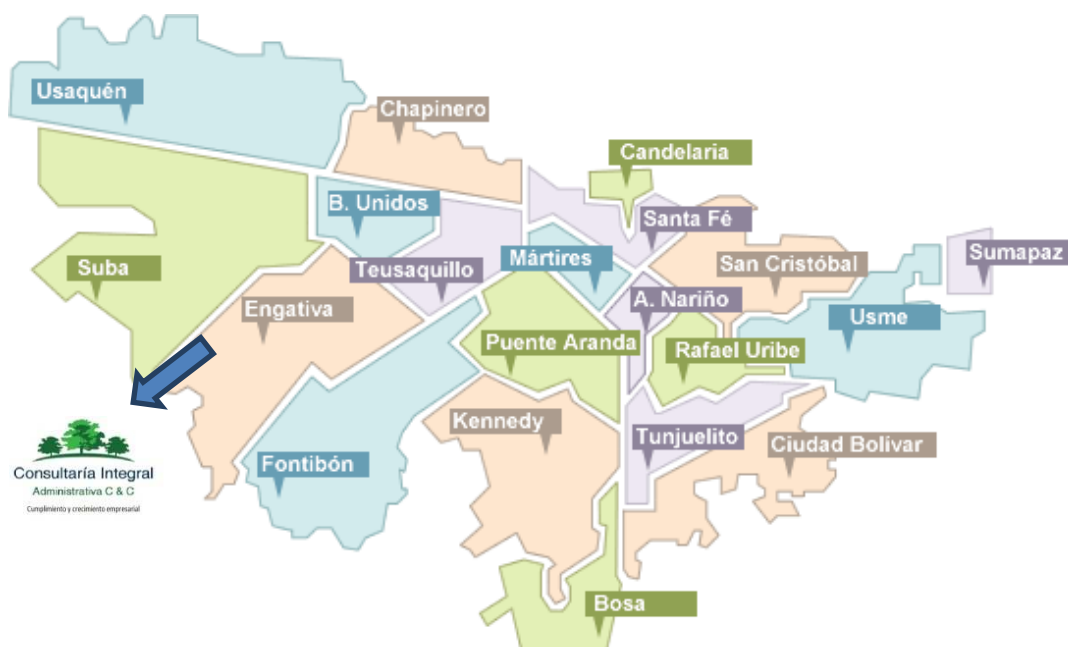 Usaquén
Chapinero
Candelaria
B. Unidos
Santa Fé
Suba
Teusaquillo
Mártires
San Cristóbal
Sumapaz
Engativa
A. Nariño
Usme
Puente Aranda
Rafael Uribe
Kennedy
Tunjuelito
Ciudad Bolívar
Fontibón
Consultaría Integral
Administrativa C & C
Cumplimiento y crecimiento empresarial
Bosa